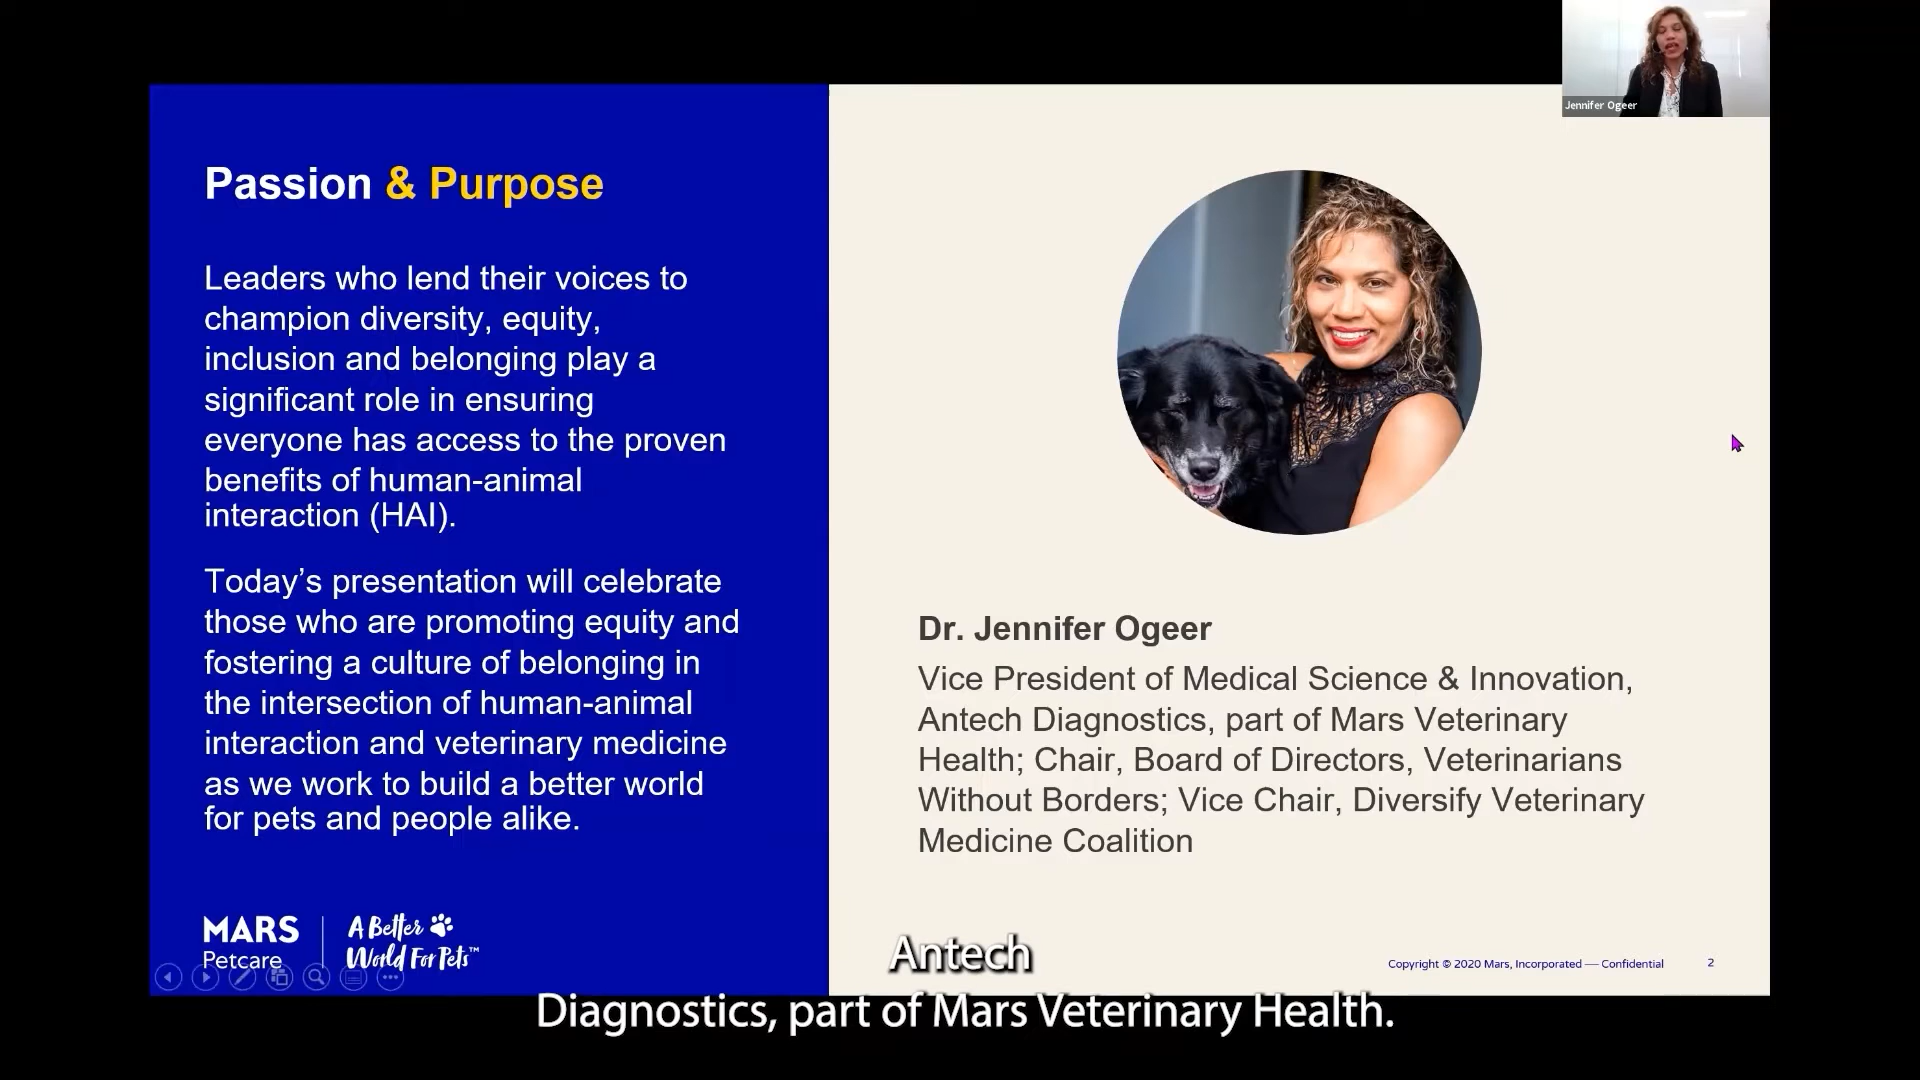 Jennifer Ogeer
Passion & Purpose
Leaders who lend their voices to
champion diversity, equity,
inclusion and belonging play a
significant role in ensuring
everyone has access to the proven
benefits of human-animal
interaction (HAI).
Today’s presentation will celebrate
those who are promoting equity and
fostering a culture of belonging in
the intersection of human-animal
interaction and veterinary medicine
as we work to build a better world
for pets and people alike.
MARS
Petcare
A Better
World For Pets™
Dr. Jennifer Ogeer
Vice President of Medical Science & Innovation,
Antech Diagnostics, part of Mars Veterinary
Health; Chair, Board of Directors, Veterinarians
Without Borders; Vice Chair, Diversify Veterinary
Medicine Coalition
Copyright © 2020 Mars, Incorporated — Confidential
2
Antech
Diagnostics, part of Mars Veterinary Health.